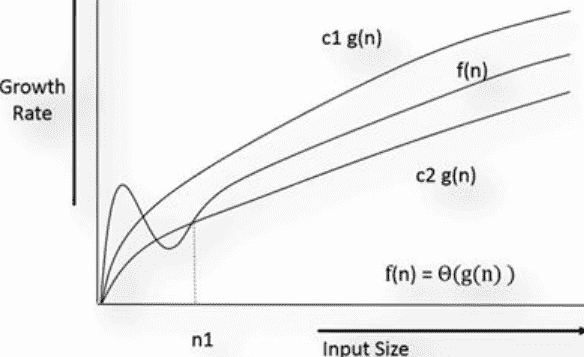 c1 g(n)
f(n)
Growth
Rate
c2 g(n)
f(n) = Θ(g(n) )
n1
Input Size